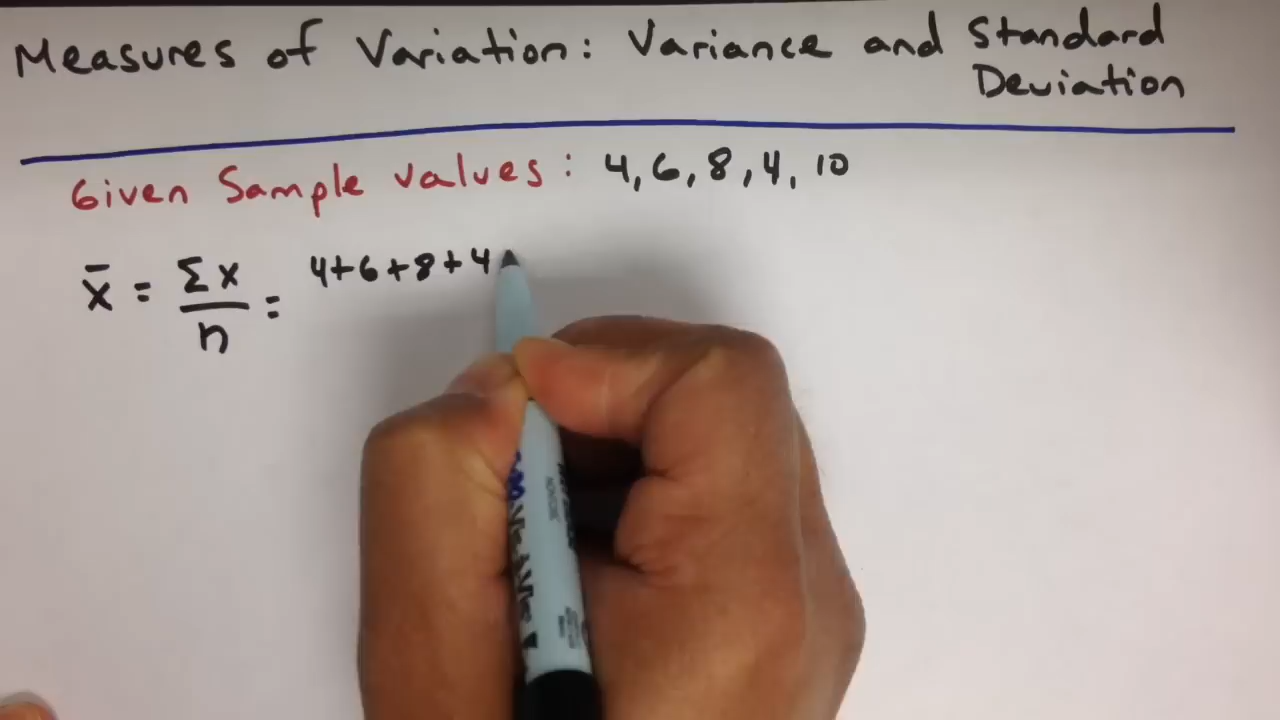 Measures of Variation: Variance and Standard
Deviation
Given Sample values: 4, 6, 8, 4, 10
x̄ = Σx / n = 4+6+8+4